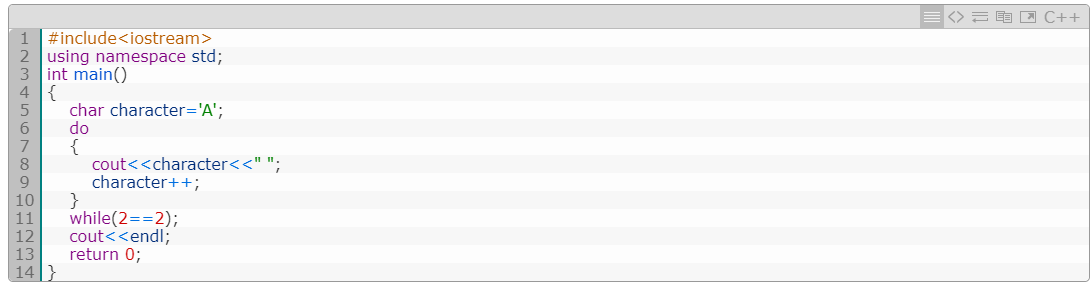 C++
1 #include<iostream>
2 using namespace std;
3 int main()
4 {
5     char character='A';
6     do
7     {
8         cout<<character<<" ";
9         character++;
10     }
11     while(2==2);
12     cout<<endl;
13     return 0;
14 }